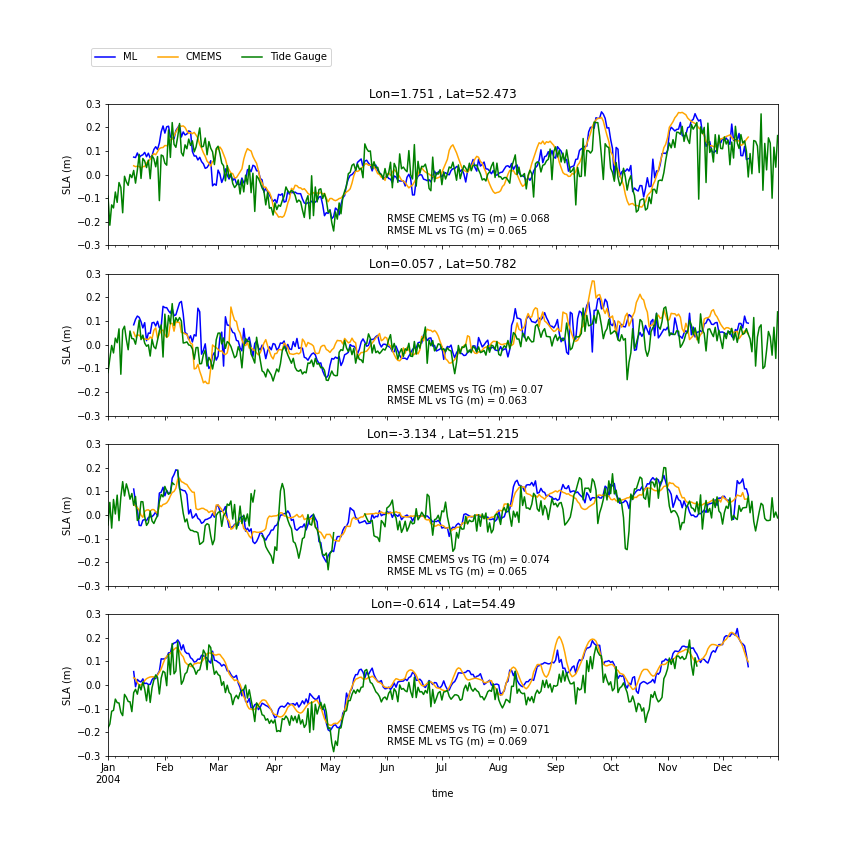 ML CMEMS Tide Gauge
Lon=1.751 , Lat=52.473
0.3
0.2
0.1
0.0
−0.1
−0.2
−0.3
SLA (m)
RMSE CMEMS vs TG (m) = 0.068
RMSE ML vs TG (m) = 0.065
Lon=0.057 , Lat=50.782
0.3
0.2
0.1
0.0
−0.1
−0.2
−0.3
SLA (m)
RMSE CMEMS vs TG (m) = 0.07
RMSE ML vs TG (m) = 0.063
Lon=-3.134 , Lat=51.215
0.3
0.2
0.1
0.0
−0.1
−0.2
−0.3
SLA (m)
RMSE CMEMS vs TG (m) = 0.074
RMSE ML vs TG (m) = 0.065
Lon=-0.614 , Lat=54.49
0.3
0.2
0.1
0.0
−0.1
−0.2
−0.3
SLA (m)
RMSE CMEMS vs TG (m) = 0.071
RMSE ML vs TG (m) = 0.069
Jan Feb Mar Apr May Jun Jul Aug Sep Oct Nov Dec
2004
time